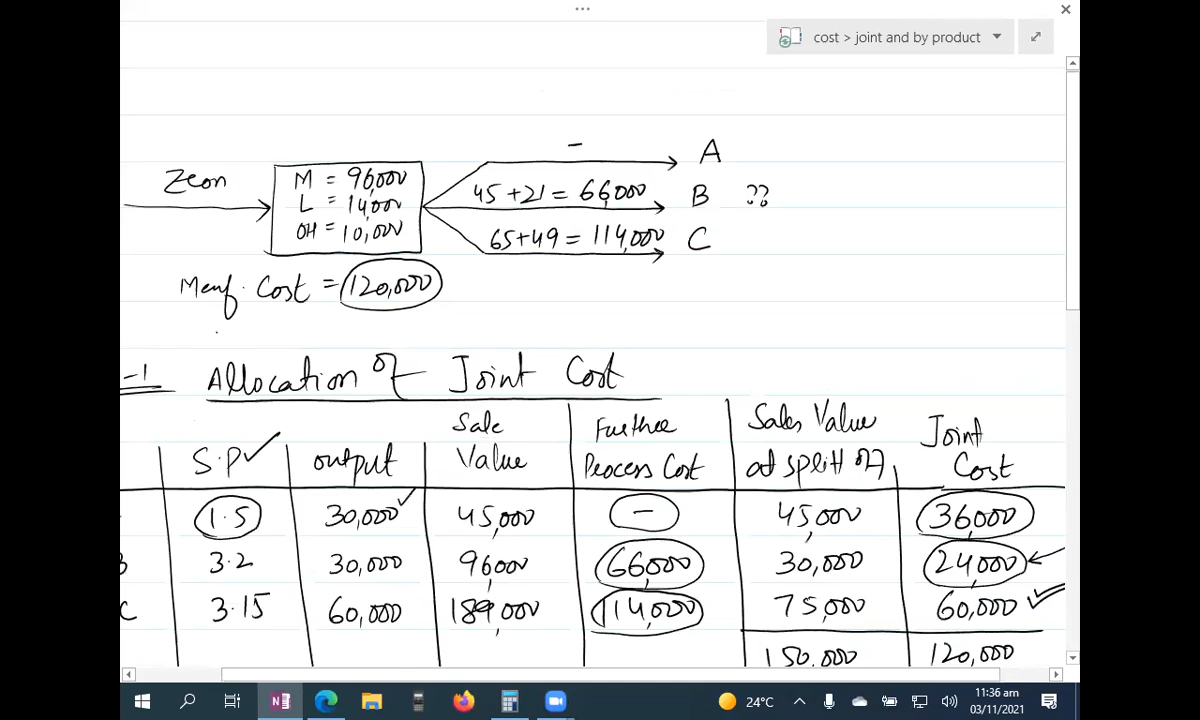 cost > joint and by product
Zeon
M = 96,000
L = 14,000
OH = 10,000
–
A
45 + 21 = 66,000
B ??
65 + 49 = 114,000
C
Manf. Cost = 120,000
-1 Allocation of Joint Cost
S.P output Sale Value Further Process Cost Sales Value at split off Joint Cost
1.5 30,000 45,000 – 45,000 36,000
B 3.2 30,000 96,000 66,000 30,000 24,000
C 3.15 60,000 189,000 114,000 75,000 60,000
150,000 120,000
24°C
11:36 am
03/11/2021